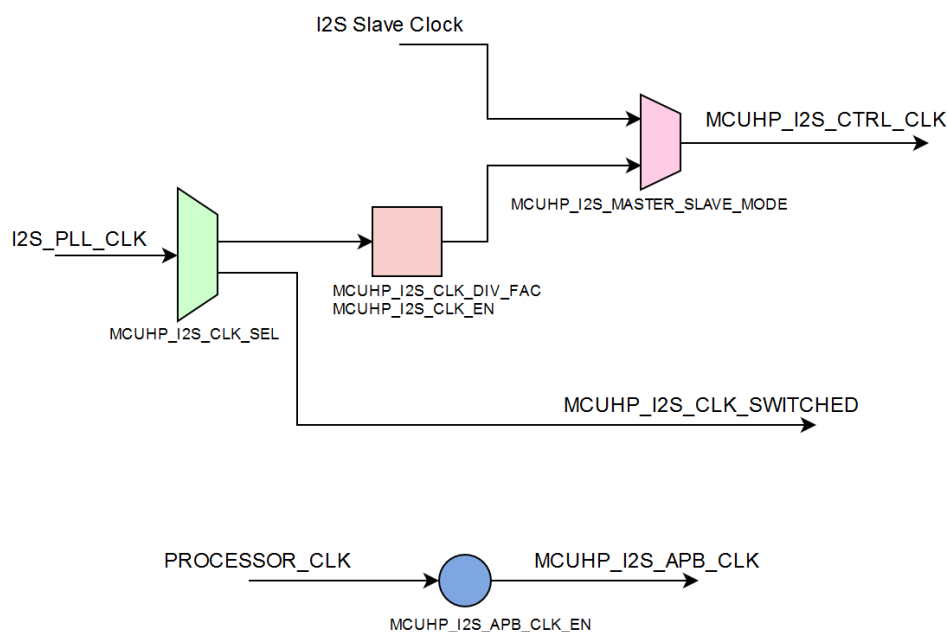 I2S Slave Clock
MCUHP_I2S_CTRL_CLK
MCUHP_I2S_MASTER_SLAVE_MODE
I2S_PLL_CLK
MCUHP_I2S_CLK_DIV_FAC
MCUHP_I2S_CLK_EN
MCUHP_I2S_CLK_SEL
MCUHP_I2S_CLK_SWITCHED
PROCESSOR_CLK
MCUHP_I2S_APB_CLK
MCUHP_I2S_APB_CLK_EN